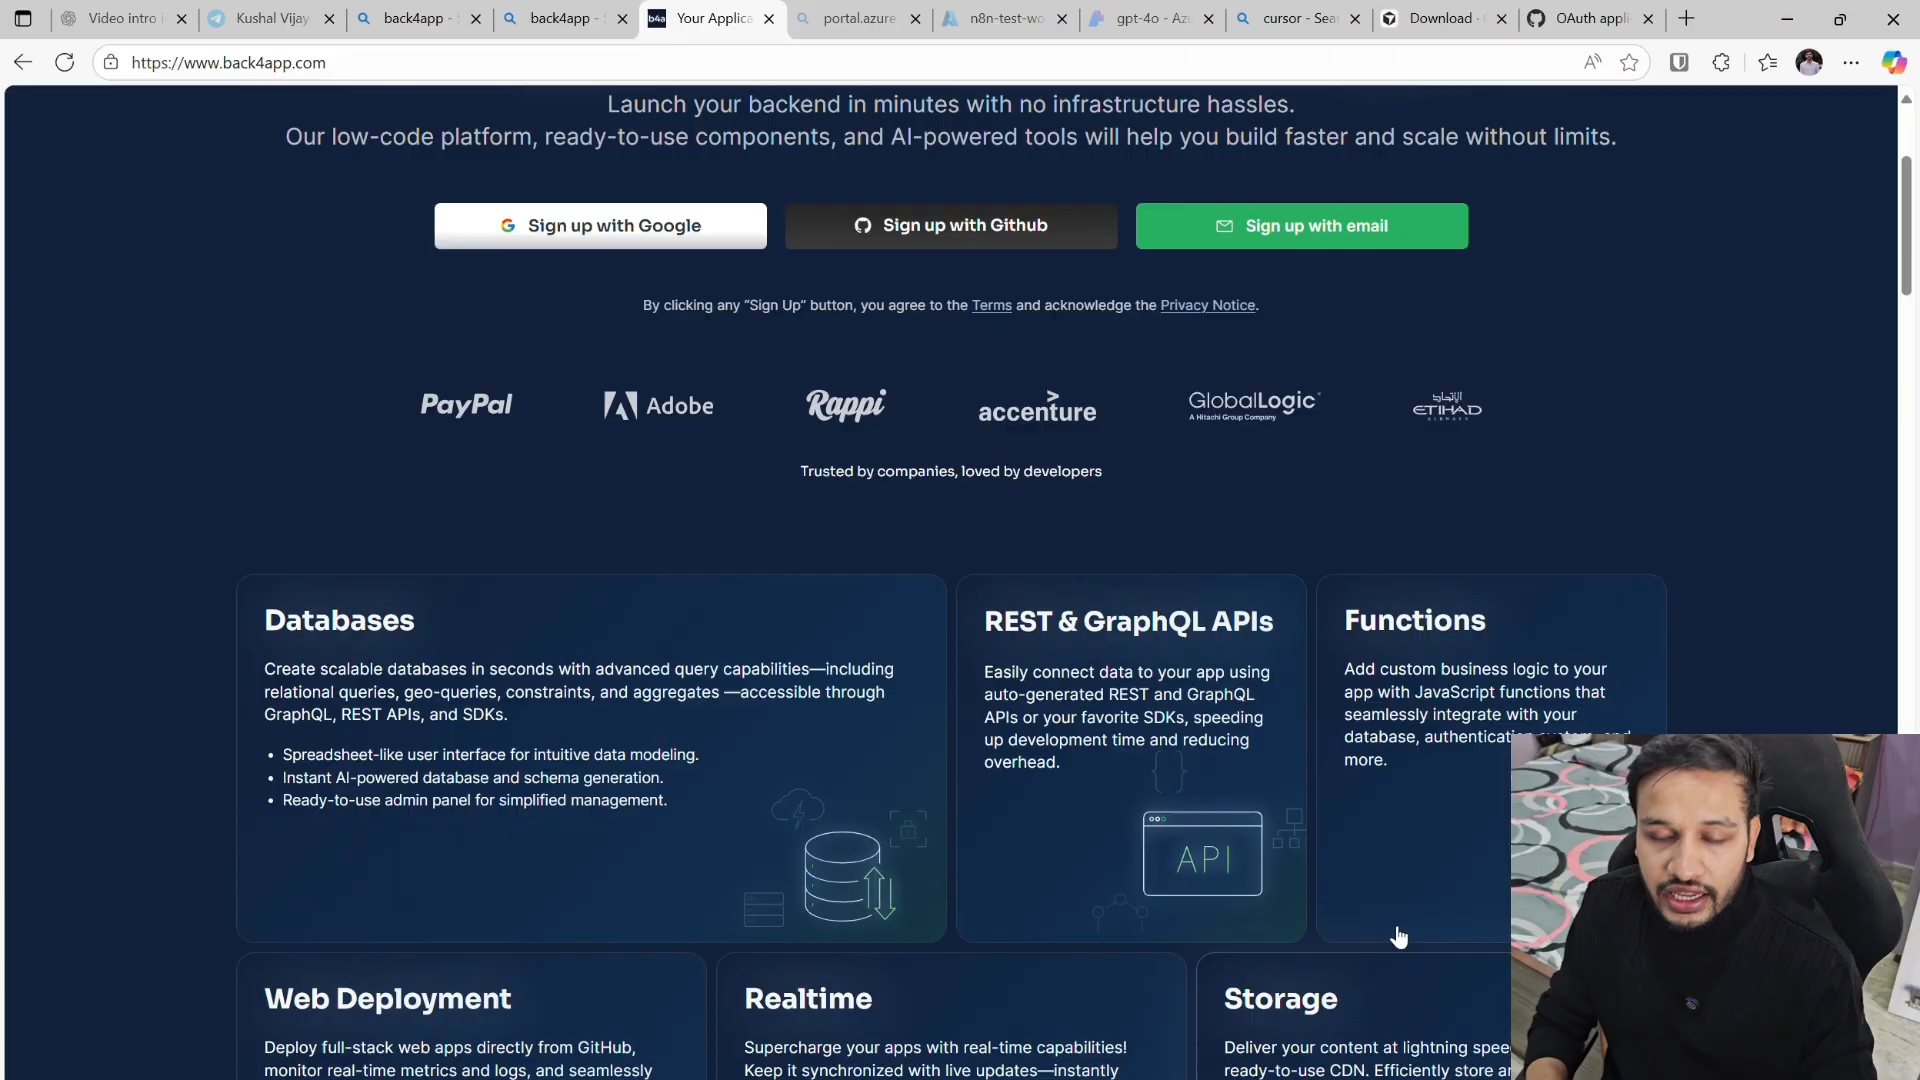 Video intro
Kushal Vijay
back4app -
back4app -
b4a
Your Applica
portal.azure.
n8n-test-wo
gpt-4o - Az
cursor - Sea
Download ·
OAuth appli
https://www.back4app.com
Launch your backend in minutes with no infrastructure hassles.
Our low-code platform, ready-to-use components, and AI-powered tools will help you build faster and scale without limits.
Sign up with Google
Sign up with Github
Sign up with email
By clicking any “Sign Up” button, you agree to the Terms and acknowledge the Privacy Notice.
PayPal
Adobe
Rappi
accenture
GlobalLogic
A Hitachi Group Company
الاتحاد
ETIHAD
AIRWAYS
Trusted by companies, loved by developers
Databases
Create scalable databases in seconds with advanced query capabilities—including
relational queries, geo-queries, constraints, and aggregates —accessible through
GraphQL, REST APIs, and SDKs.
• Spreadsheet-like user interface for intuitive data modeling.
• Instant AI-powered database and schema generation.
• Ready-to-use admin panel for simplified management.
REST & GraphQL APIs
Easily connect data to your app using
auto-generated REST and GraphQL
APIs or your favorite SDKs, speeding
up development time and reducing
overhead.
API
Functions
Add custom business logic to your
app with JavaScript functions that
seamlessly integrate with your
database, authentication system, and
more.
Web Deployment
Deploy full-stack web apps directly from GitHub,
monitor real-time metrics and logs, and seamlessly
Realtime
Supercharge your apps with real-time capabilities!
Keep it synchronized with live updates—instantly
Storage
Deliver your content at lightning spee
ready-to-use CDN. Efficiently store a